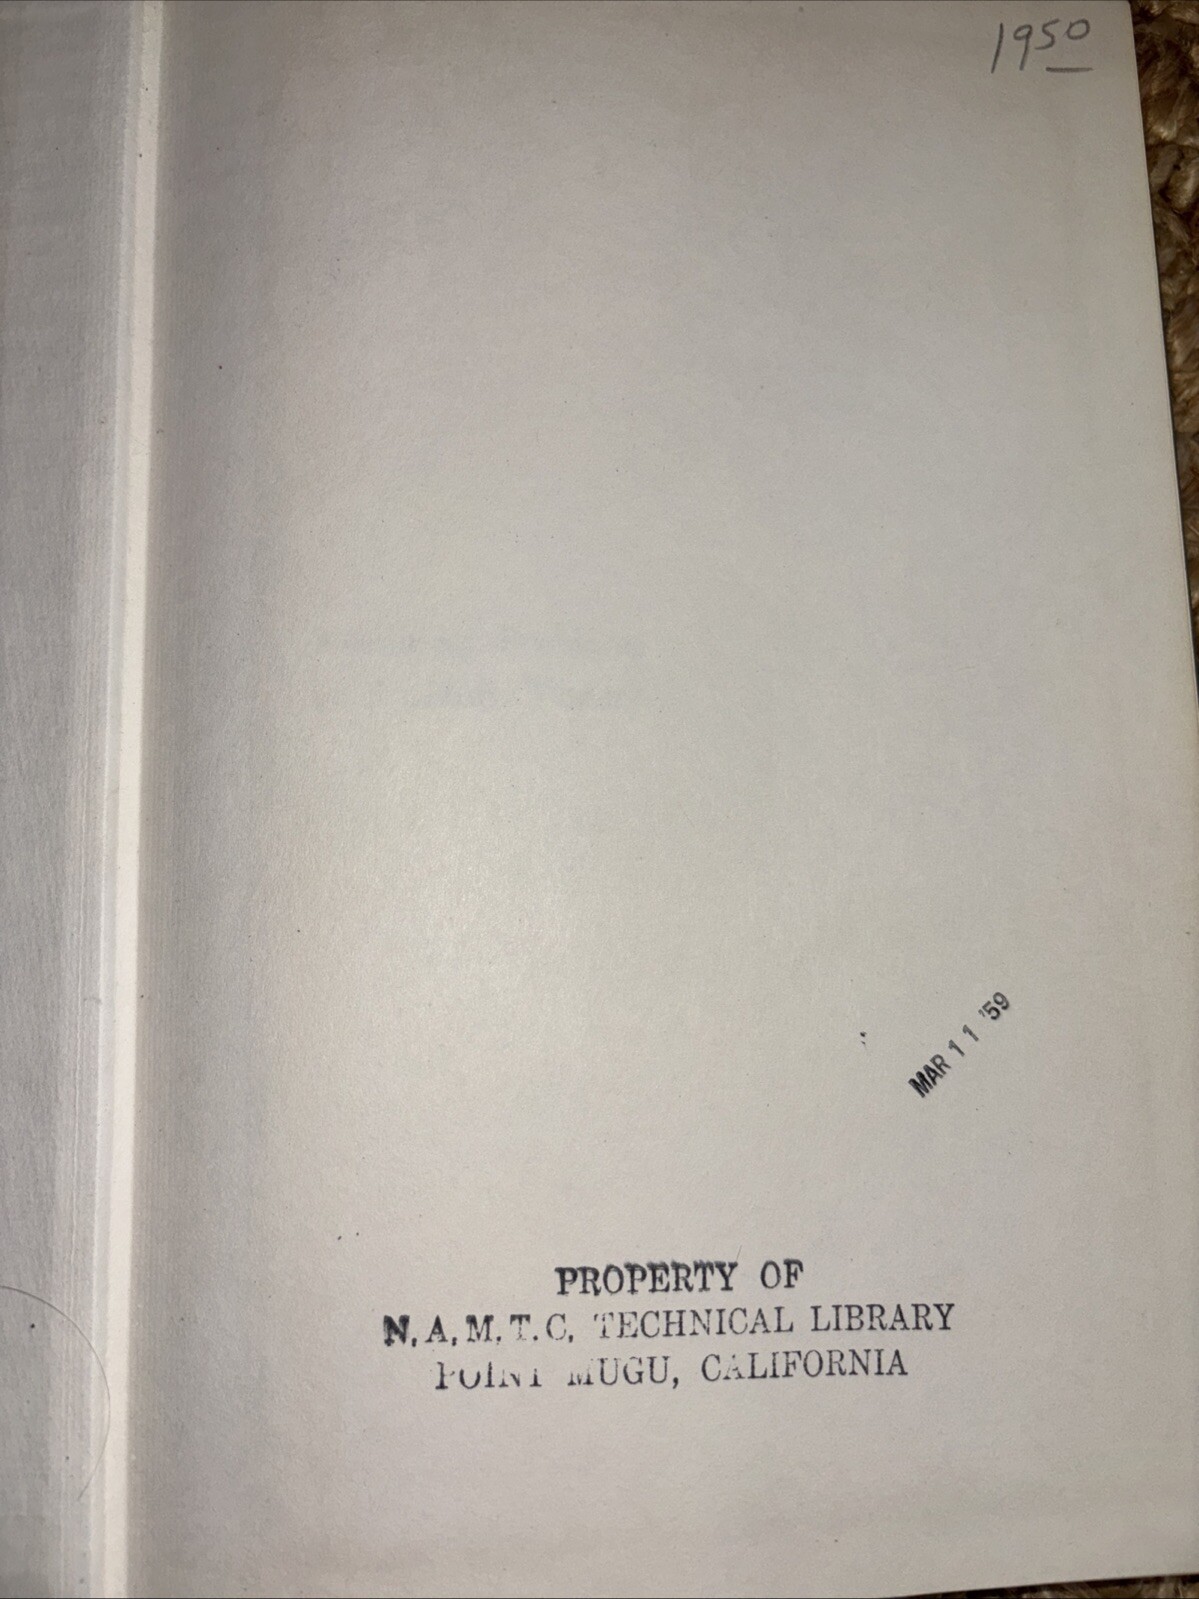 1950
MAR 11 '59
PROPERTY OF
N. A. M. T. C. TECHNICAL LIBRARY
POINT MUGU, CALIFORNIA